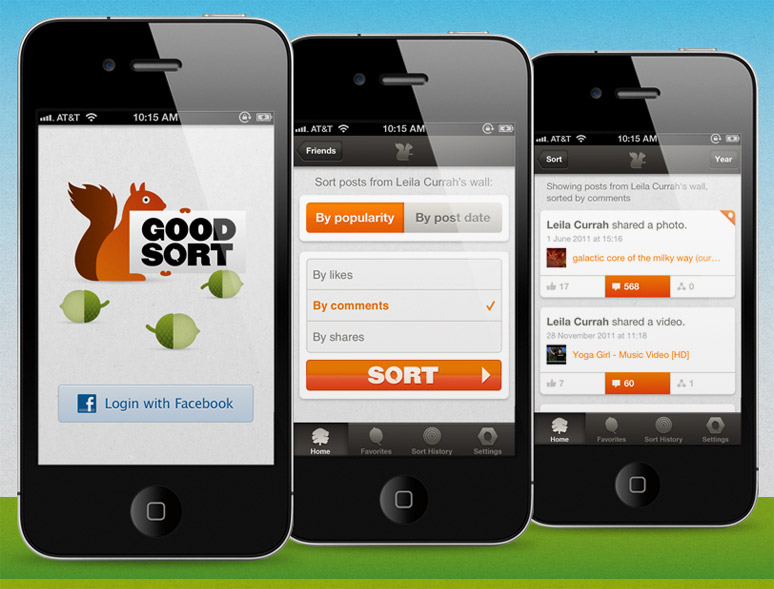 AT&T 10:15 AM
GOOD
SORT
Login with Facebook
AT&T 10:15 AM
Friends
Sort posts from Leila Currah's wall:
By popularity By post date
By likes
By comments
By shares
SORT
Home Favorites Sort History Settings
AT&T 10:15 AM
Sort Year
Showing posts from Leila Currah's wall,
sorted by comments
Leila Currah shared a photo.
1 June 2011 at 15:16
galactic core of the milky way (our…
17 568 0
Leila Currah shared a video.
28 November 2011 at 11:18
Yoga Girl - Music Video [HD]
7 60 1
Home Favorites Sort History Settings